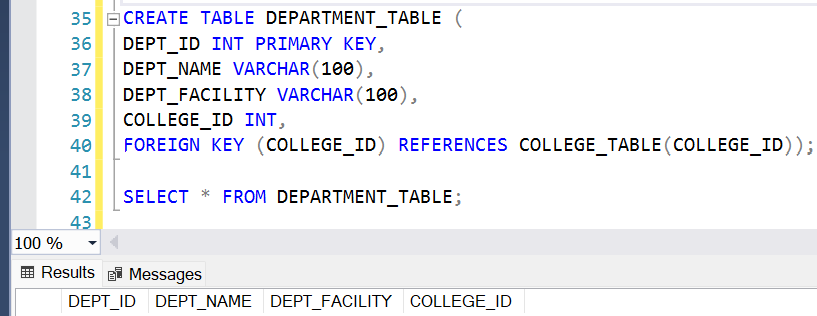 35 CREATE TABLE DEPARTMENT_TABLE (
36 DEPT_ID INT PRIMARY KEY,
37 DEPT_NAME VARCHAR(100),
38 DEPT_FACILITY VARCHAR(100),
39 COLLEGE_ID INT,
40 FOREIGN KEY (COLLEGE_ID) REFERENCES COLLEGE_TABLE(COLLEGE_ID));
41
42 SELECT * FROM DEPARTMENT_TABLE;
43
100 %
Results Messages
DEPT_ID DEPT_NAME DEPT_FACILITY COLLEGE_ID